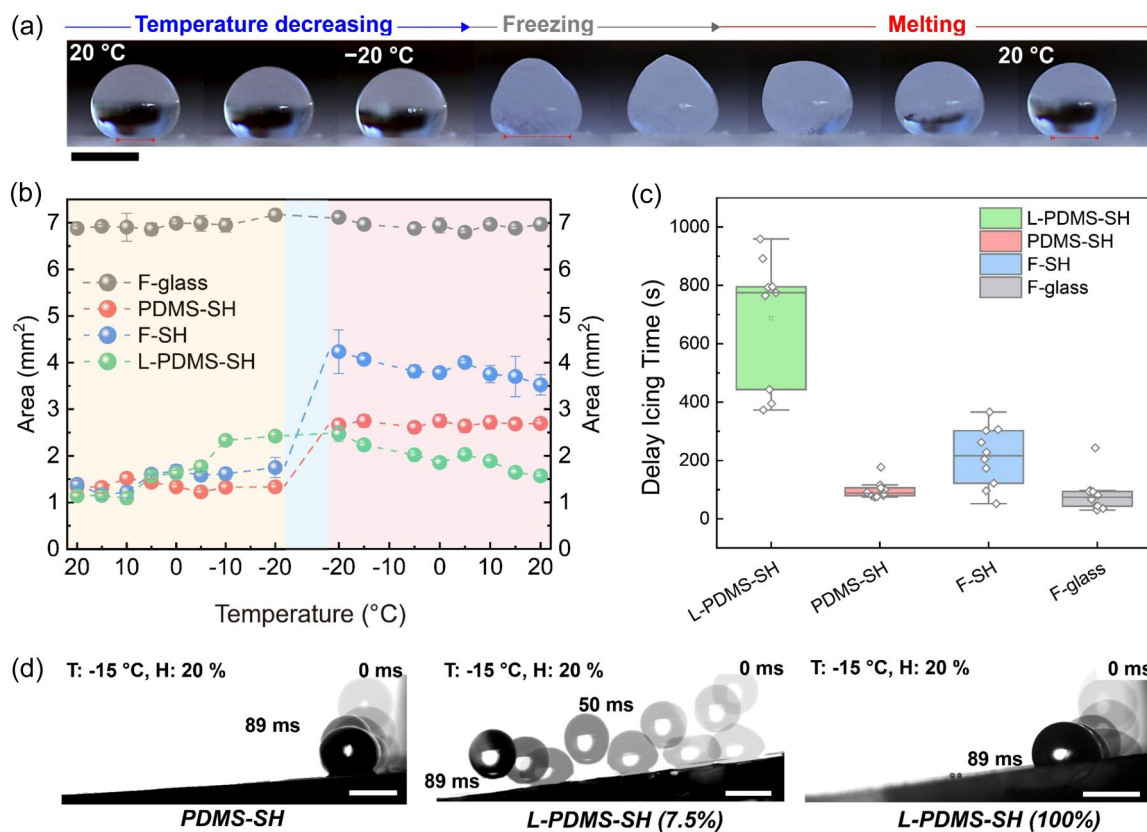 (a)
Temperature decreasing Freezing Melting
20 °C −20 °C 20 °C
(b)
Area (mm²)
7
6
5
4
3
2
1
0
F-glass
PDMS-SH
F-SH
L-PDMS-SH
7
6
5
4
3
2
1
0
Area (mm²)
20 10 0 -10 -20 -20 -10 0 10 20
Temperature (°C)
(c)
Delay Icing Time (s)
1000
800
600
400
200
0
L-PDMS-SH
PDMS-SH
F-SH
F-glass
L-PDMS-SH PDMS-SH F-SH F-glass
(d)
T: -15 °C, H: 20 % 0 ms
89 ms
PDMS-SH
T: -15 °C, H: 20 % 0 ms
50 ms
89 ms
L-PDMS-SH (7.5%)
T: -15 °C, H: 20 % 0 ms
89 ms
L-PDMS-SH (100%)